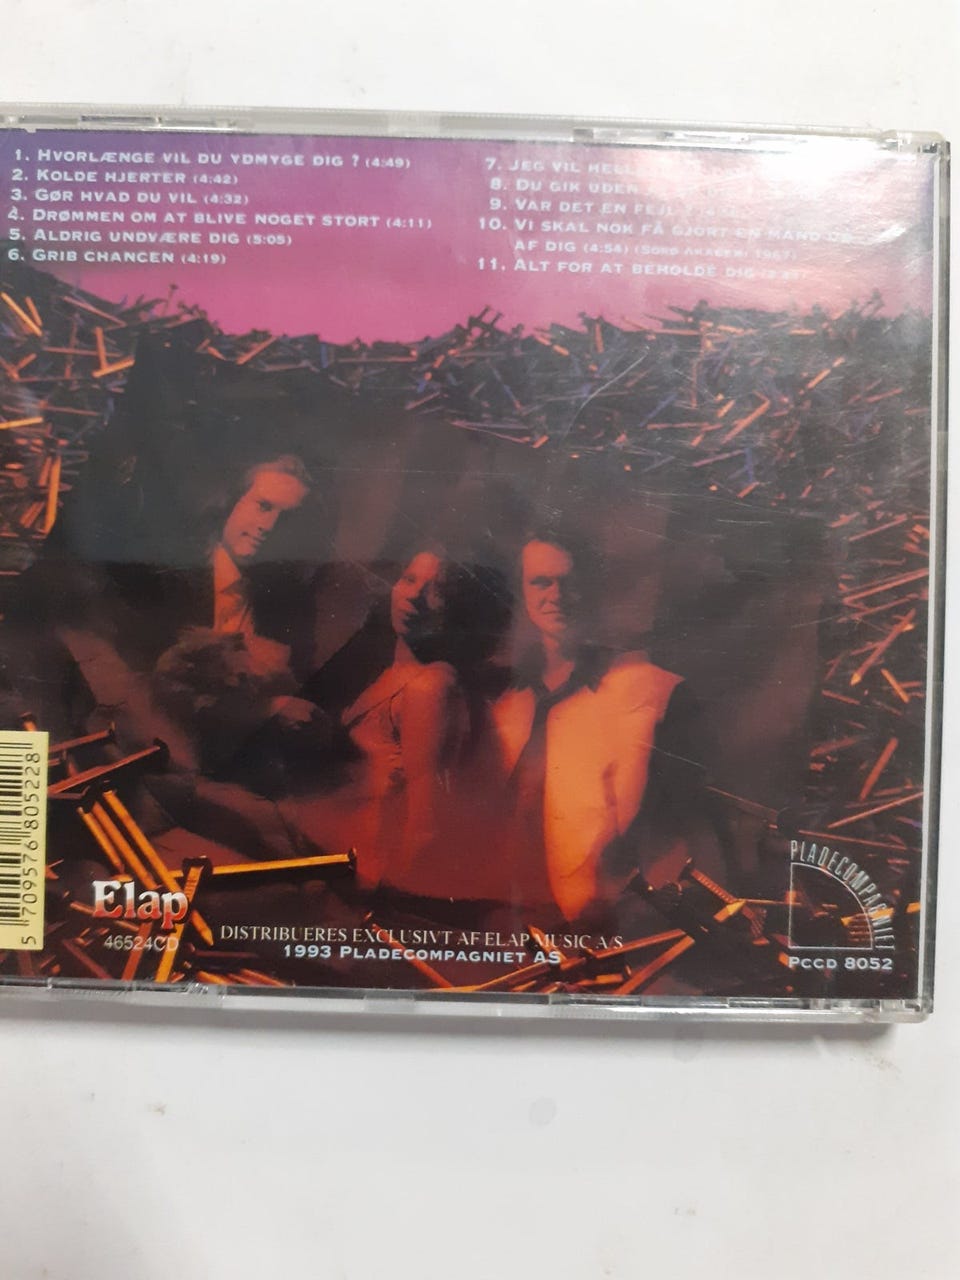 1. Hvorlænge vil du ydmyge dig ? (4:49)
2. Kolde hjerter (4:42)
3. Gør hvad du vil (4:32)
4. Drømmen om at blive noget stort (4:11)
5. Aldrig undvære dig (5:05)
6. Grib chancen (4:19)
7. Jeg vil
8. Du gik uden
9. Var det en fejl
10. Vi skal nok få gjort en mand
af dig (4:54)
11. Alt for at beholde dig
5 709576 805228
Elap
46524CD
DISTRIBUERES EXCLUSIVT AF ELAP MUSIC A/S
1993 Pladecompagniet AS
PLADECOMPAGNIET
Pccd 8052